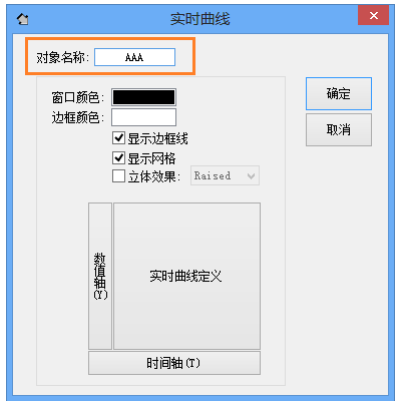 实时曲线
对象名称: AAA
窗口颜色:
边框颜色:
显示边框线
显示网格
立体效果: Raised
确定
取消
数值轴(Y)
实时曲线定义
时间轴(T)